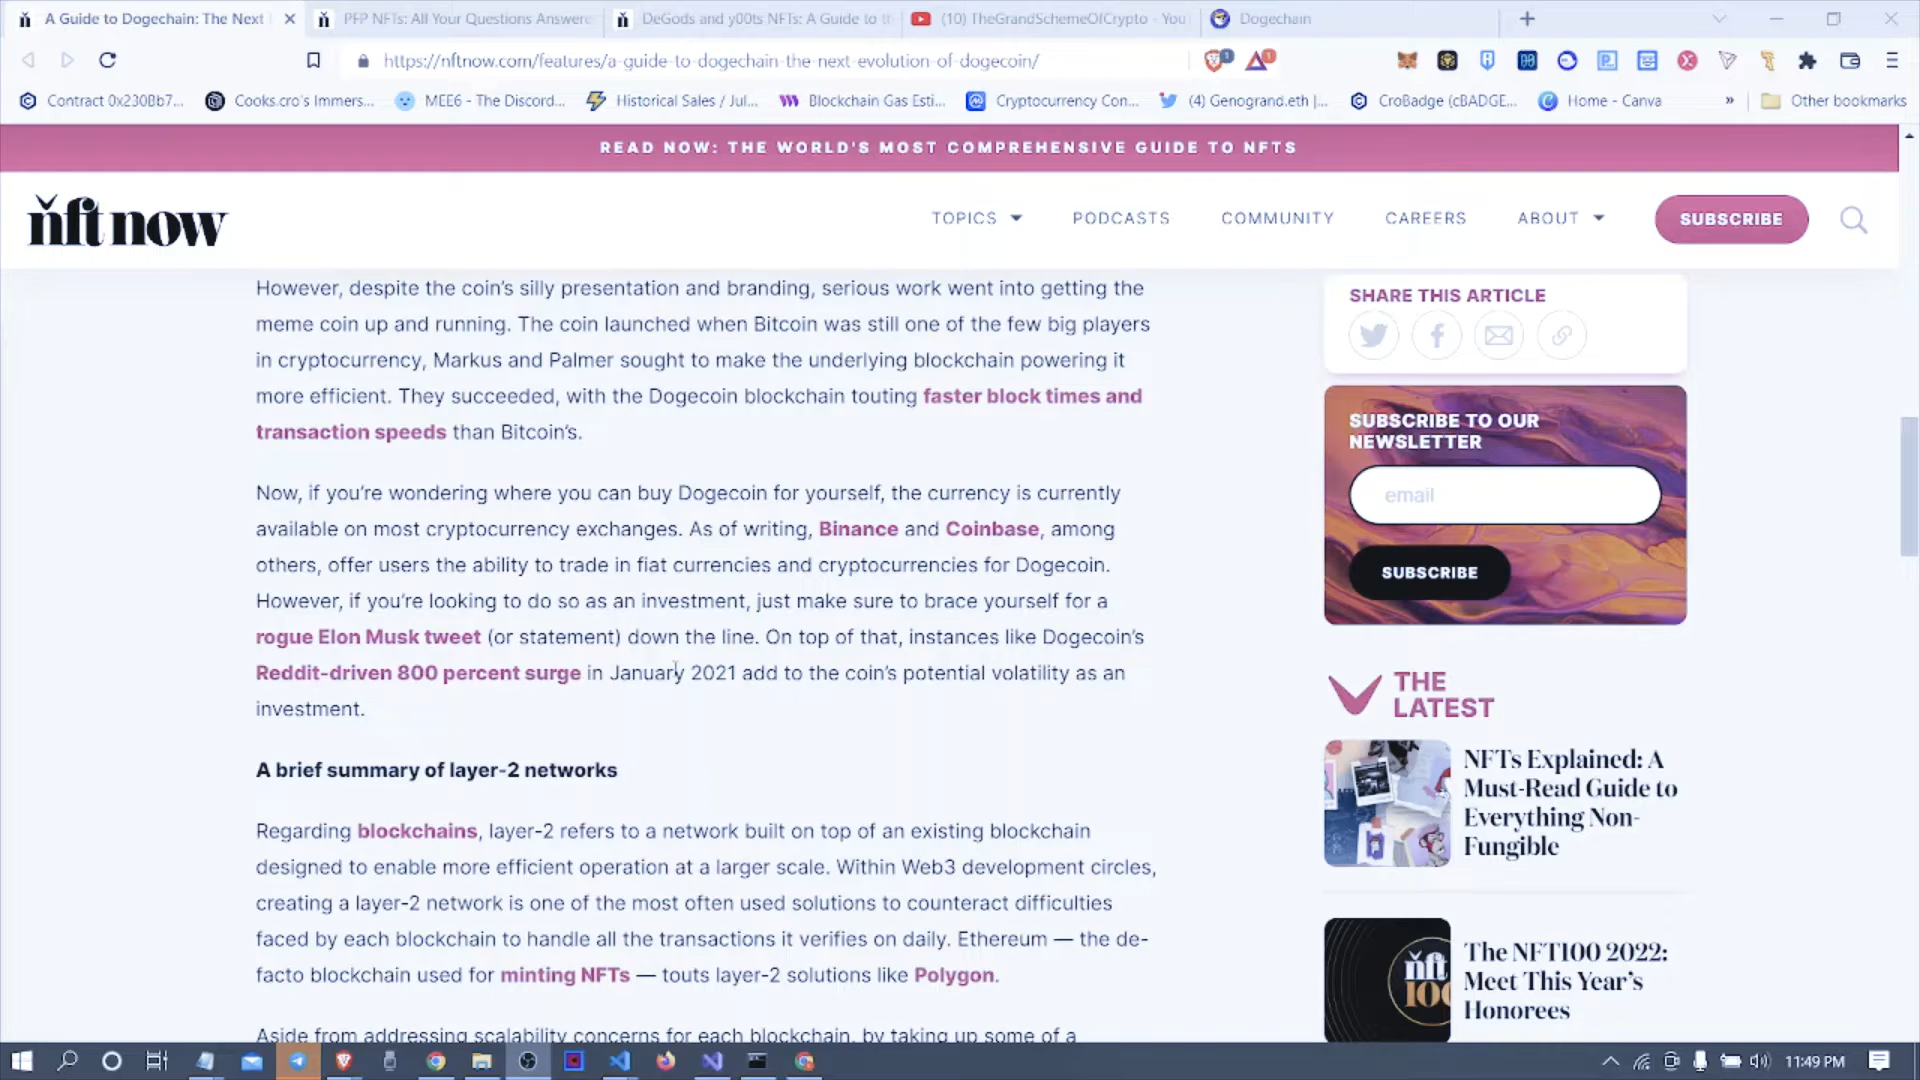 A Guide to Dogechain: The Next
PFP NFTs: All Your Questions Answere
DeGods and y00ts NFTs: A Guide to th
(10) TheGrandSchemeOfCrypto - You
Dogechain
https://nftnow.com/features/a-guide-to-dogechain-the-next-evolution-of-dogecoin/
1
1
Contract 0x230Bb7...
Cooks.cro's Immers...
MEE6 - The Discord...
Historical Sales / Jul...
Blockchain Gas Esti...
Cryptocurrency Con...
(4) Genogrand.eth |...
CroBadge (cBADGE...
Home - Canva
»
Other bookmarks
READ NOW: THE WORLD'S MOST COMPREHENSIVE GUIDE TO NFTS
nft now
TOPICS
PODCASTS
COMMUNITY
CAREERS
ABOUT
SUBSCRIBE
However, despite the coin’s silly presentation and branding, serious work went into getting the
meme coin up and running. The coin launched when Bitcoin was still one of the few big players
in cryptocurrency, Markus and Palmer sought to make the underlying blockchain powering it
more efficient. They succeeded, with the Dogecoin blockchain touting faster block times and
transaction speeds than Bitcoin’s.
Now, if you’re wondering where you can buy Dogecoin for yourself, the currency is currently
available on most cryptocurrency exchanges. As of writing, Binance and Coinbase, among
others, offer users the ability to trade in fiat currencies and cryptocurrencies for Dogecoin.
However, if you’re looking to do so as an investment, just make sure to brace yourself for a
rogue Elon Musk tweet (or statement) down the line. On top of that, instances like Dogecoin’s
Reddit-driven 800 percent surge in January 2021 add to the coin’s potential volatility as an
investment.
A brief summary of layer-2 networks
Regarding blockchains, layer-2 refers to a network built on top of an existing blockchain
designed to enable more efficient operation at a larger scale. Within Web3 development circles,
creating a layer-2 network is one of the most often used solutions to counteract difficulties
faced by each blockchain to handle all the transactions it verifies on daily. Ethereum — the de-
facto blockchain used for minting NFTs — touts layer-2 solutions like Polygon.
Aside from addressing scalability concerns for each blockchain, by taking up some of a
SHARE THIS ARTICLE
SUBSCRIBE TO OUR
NEWSLETTER
email
SUBSCRIBE
THE
LATEST
NFTs Explained: A
Must-Read Guide to
Everything Non-
Fungible
nft
100
The NFT100 2022:
Meet This Year’s
Honorees
11:49 PM